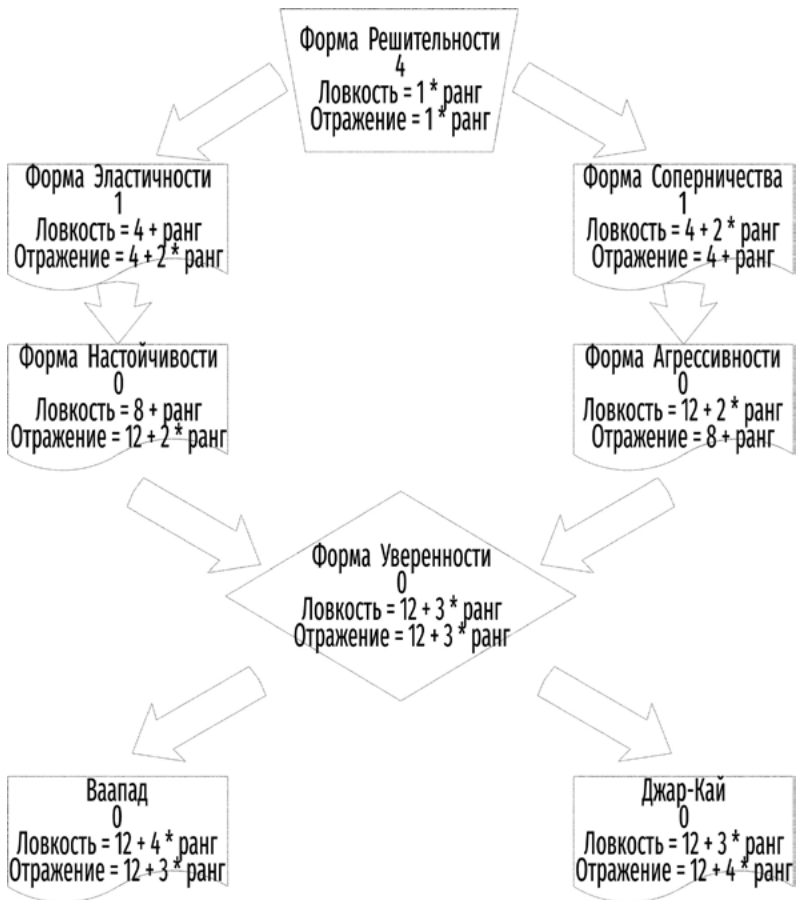 Форма Решительности
4
Ловкость = 1 * ранг
Отражение = 1 * ранг
Форма Эластичности
1
Ловкость = 4 + ранг
Отражение = 4 + 2 * ранг
Форма Соперничества
1
Ловкость = 4 + 2 * ранг
Отражение = 4 + ранг
Форма Настойчивости
0
Ловкость = 8 + ранг
Отражение = 12 + 2 * ранг
Форма Агрессивности
0
Ловкость = 12 + 2 * ранг
Отражение = 8 + ранг
Форма Уверенности
0
Ловкость = 12 + 3 * ранг
Отражение = 12 + 3 * ранг
Ваапад
0
Ловкость = 12 + 4 * ранг
Отражение = 12 + 3 * ранг
Джар-Кай
0
Ловкость = 12 + 3 * ранг
Отражение = 12 + 4 * ранг